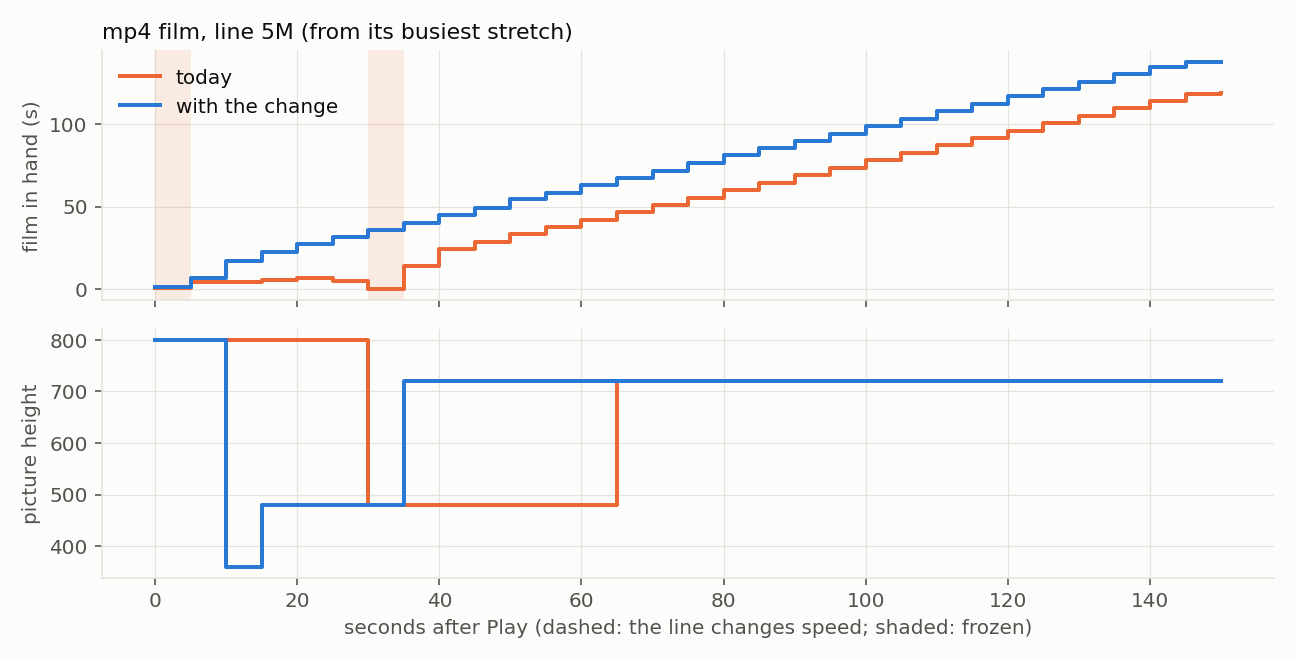 mp4 film, line 5M (from its busiest stretch)
today
with the change
film in hand (s)
100
50
0
picture height
800
700
600
500
400
0 20 40 60 80 100 120 140
seconds after Play (dashed: the line changes speed; shaded: frozen)